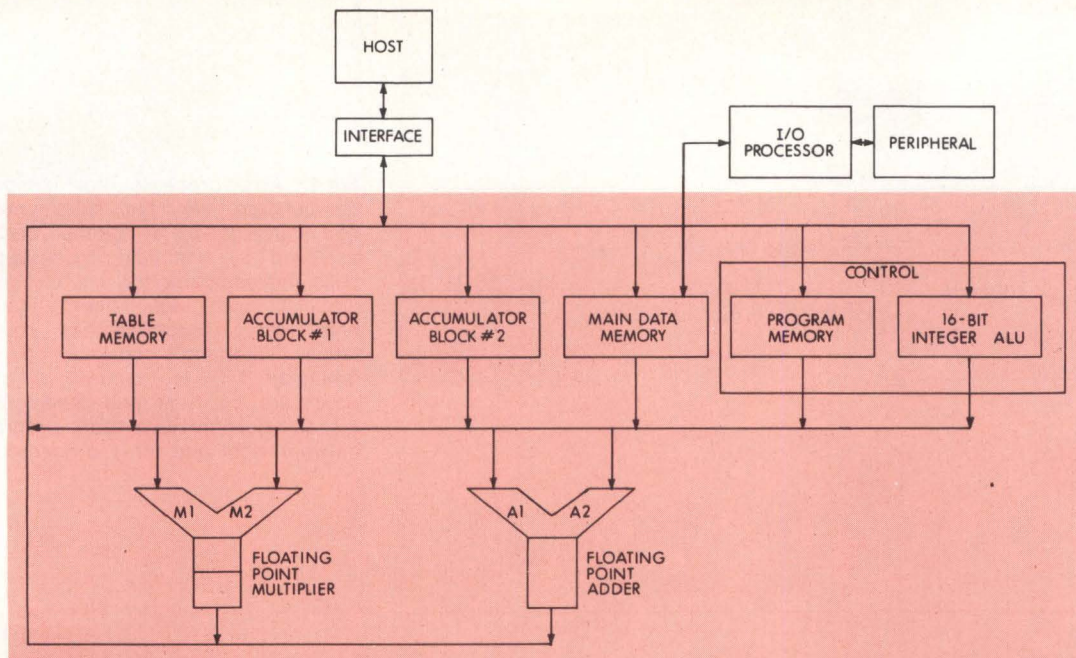 HOST
INTERFACE
I/O
PROCESSOR
PERIPHERAL
CONTROL
TABLE
MEMORY
ACCUMULATOR
BLOCK #1
ACCUMULATOR
BLOCK #2
MAIN DATA
MEMORY
PROGRAM
MEMORY
16-BIT
INTEGER ALU
M1 M2
FLOATING
POINT
MULTIPLIER
A1 A2
FLOATING
POINT
ADDER